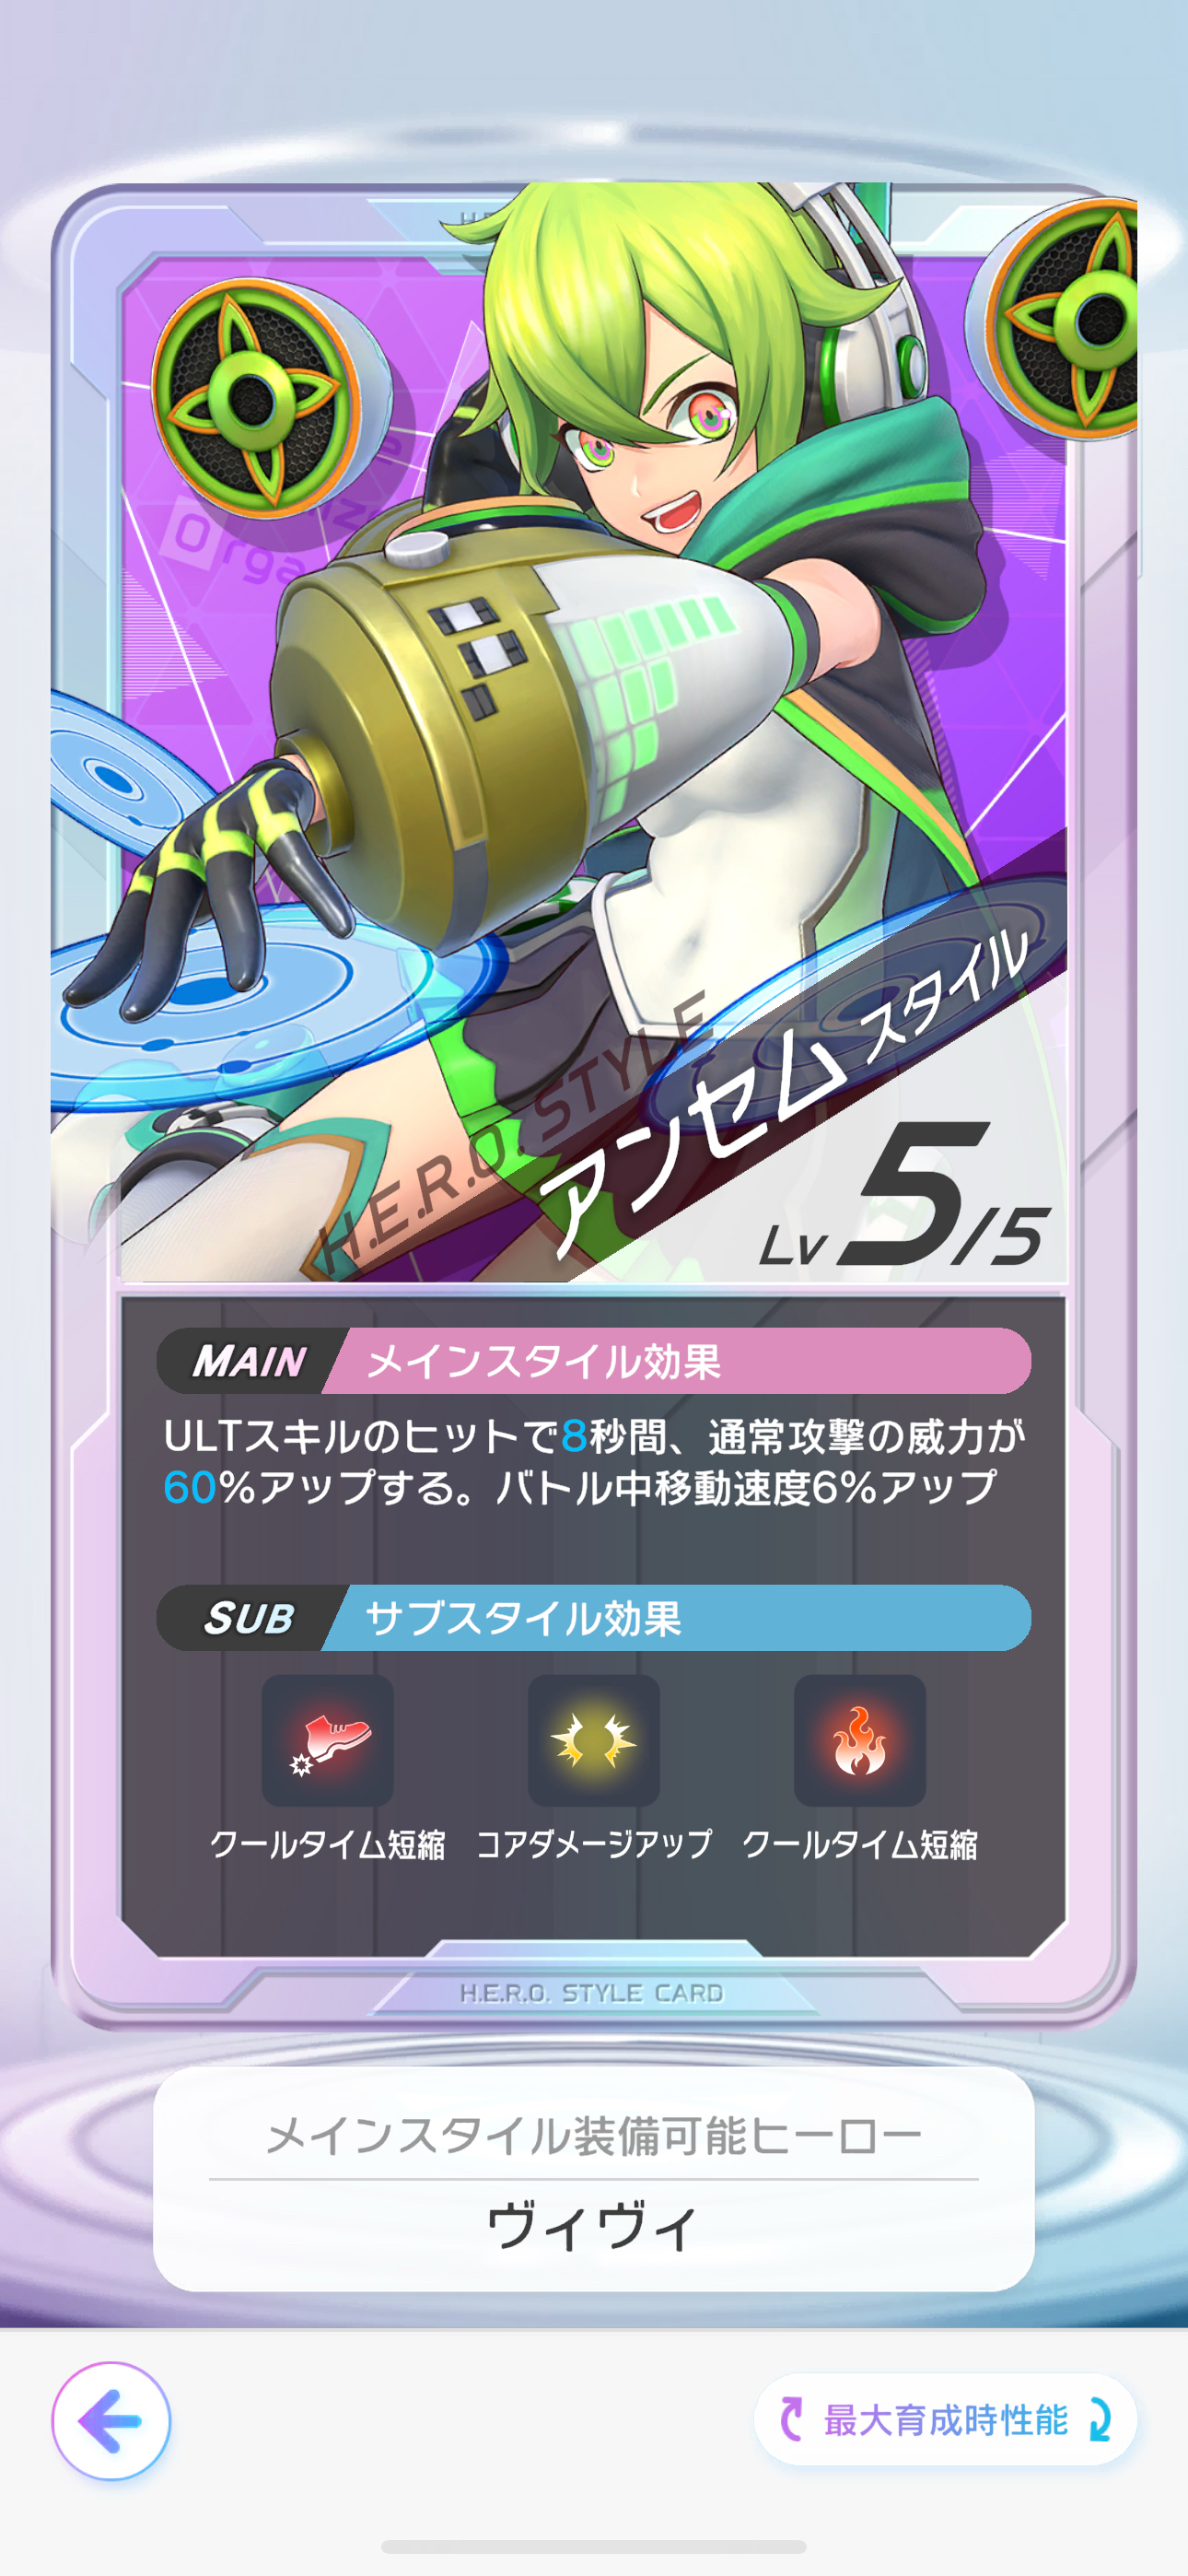 Organize
H.E.R.O. STYLE
アンセム スタイル
Lv 5/5
MAIN メインスタイル効果
ULTスキルのヒットで8秒間、通常攻撃の威力が
60%アップする。バトル中移動速度6%アップ
SUB サブスタイル効果
クールタイム短縮 コアダメージアップ クールタイム短縮
H.E.R.O. STYLE CARD
メインスタイル装備可能ヒーロー
ヴィヴィ
最大育成時性能